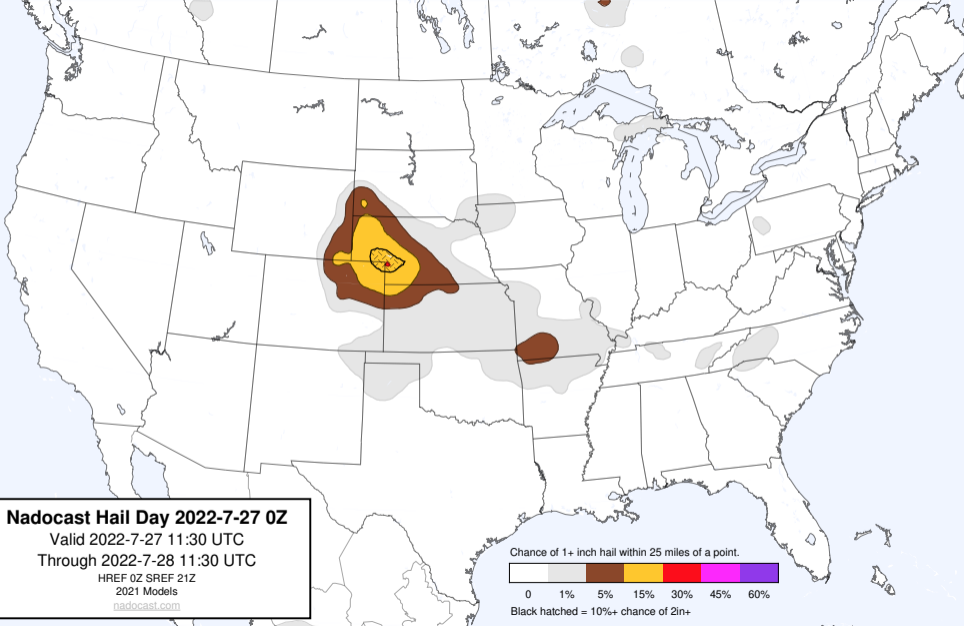 Nadocast Hail Day 2022-7-27 0Z
Valid 2022-7-27 11:30 UTC
Through 2022-7-28 11:30 UTC
HREF 0Z SREF 21Z
2021 Models
nadocast.com
Chance of 1+ inch hail within 25 miles of a point.
0 1% 5% 15% 30% 45% 60%
Black hatched = 10%+ chance of 2in+